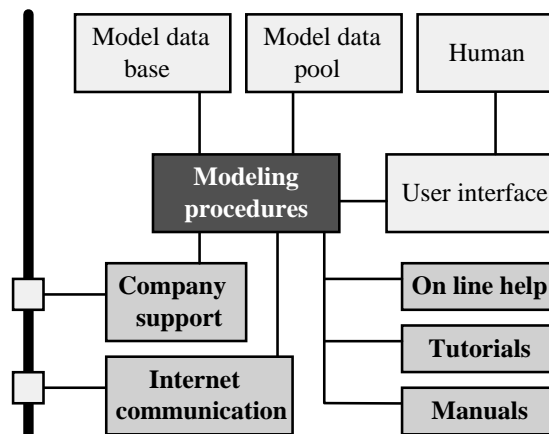 Model data
base
Model data
pool
Human
Modeling
procedures
User interface
Company
support
On line help
Tutorials
Internet
communication
Manuals